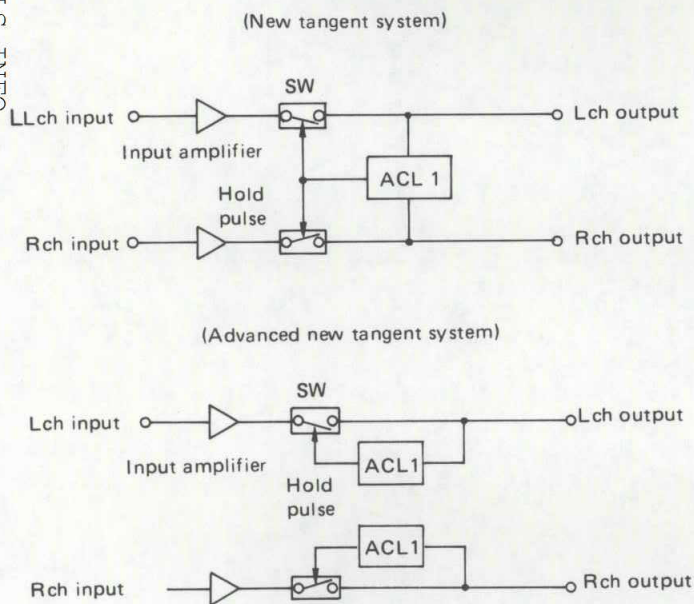 (New tangent system)
SW
LLch input
Lch output
Input amplifier
ACL 1
Hold
pulse
Rch input
Rch output
(Advanced new tangent system)
SW
Lch input
Lch output
Input amplifier
ACL1
Hold
pulse
ACL1
Rch input
Rch output